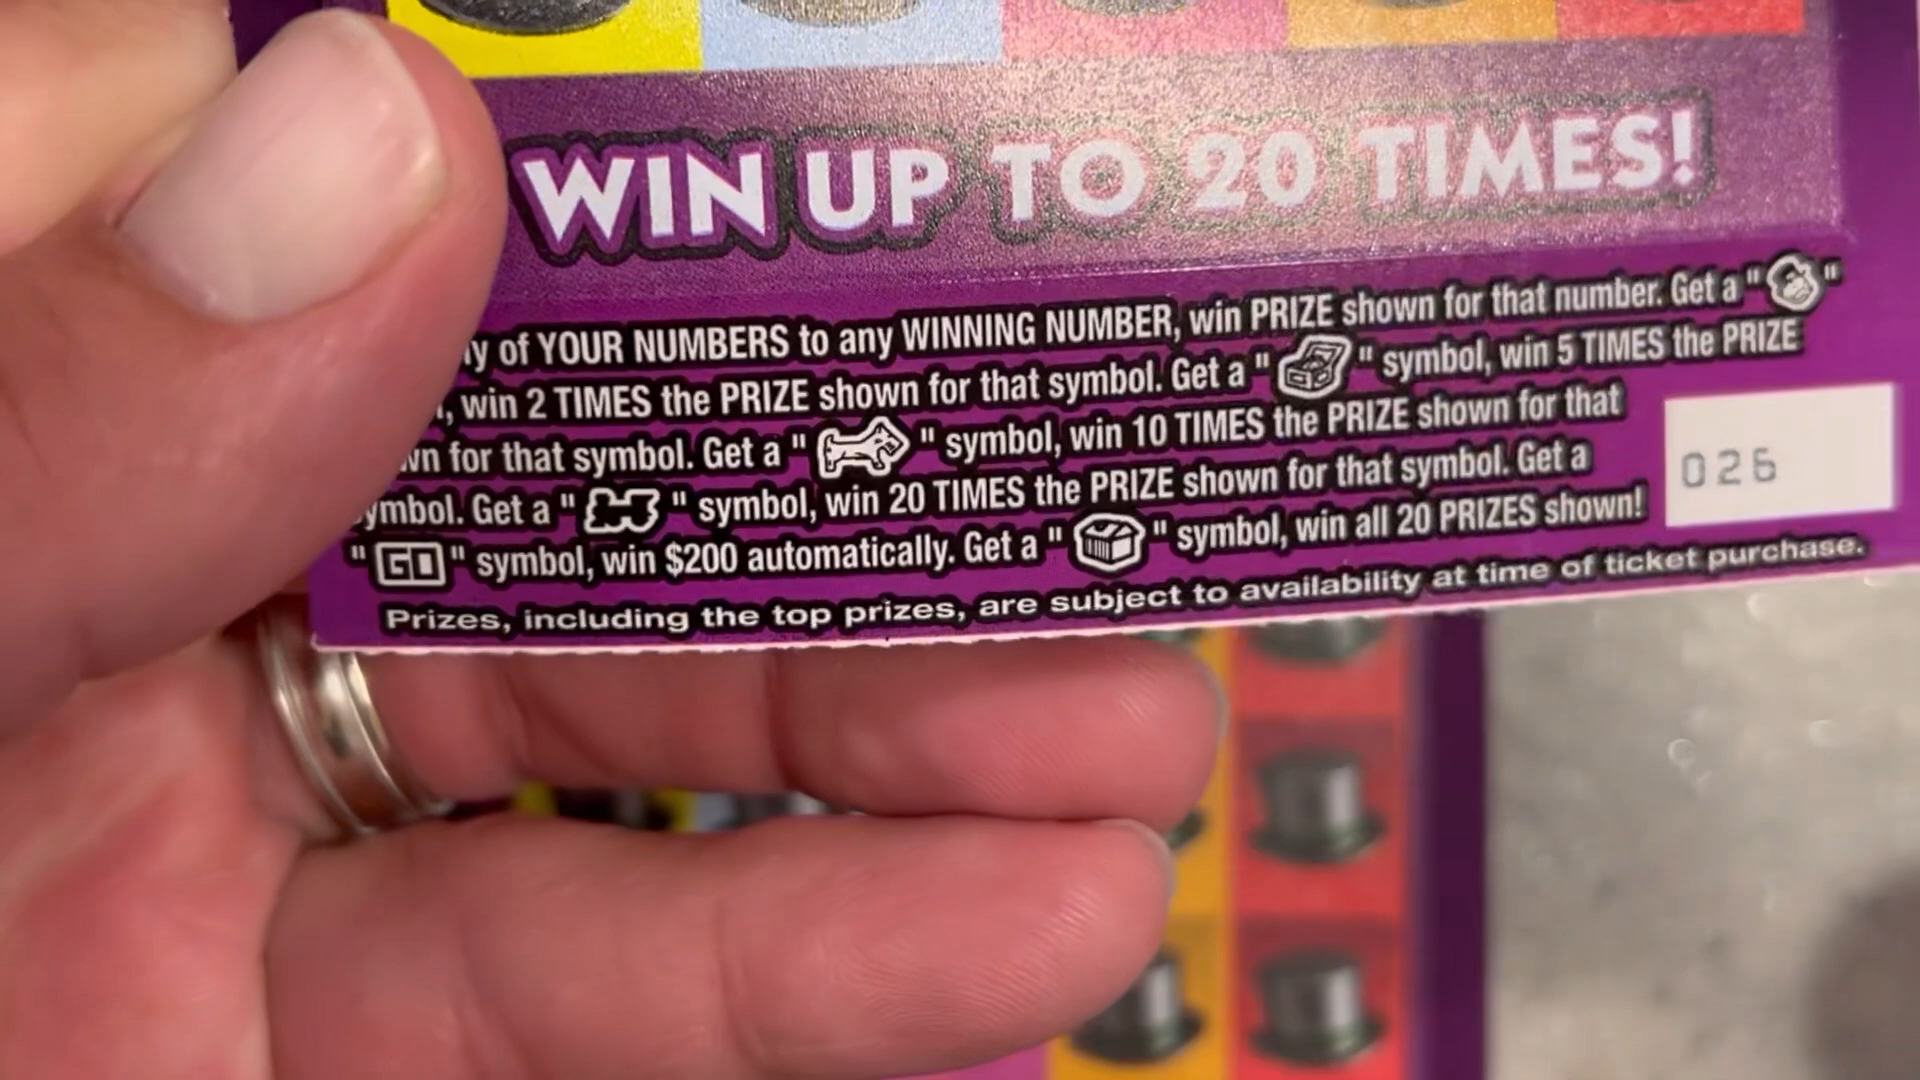 WIN UP TO 20 TIMES!
of YOUR NUMBERS to any WINNING NUMBER, win PRIZE shown for that number. Get a " "
, win 2 TIMES the PRIZE shown for that symbol. Get a " " symbol, win 5 TIMES the PRIZE
for that symbol. Get a " " symbol, win 10 TIMES the PRIZE shown for that
ymbol. Get a " " symbol, win 20 TIMES the PRIZE shown for that symbol. Get a
" GO " symbol, win $200 automatically. Get a " " symbol, win all 20 PRIZES shown!
026
Prizes, including the top prizes, are subject to availability at time of ticket purchase.